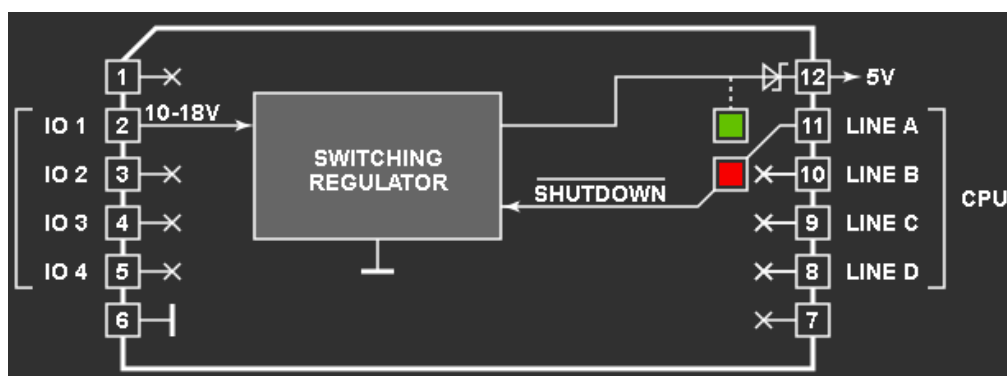 1
12
5V
IO 1
2
10-18V
11
LINE A
IO 2
3
SWITCHING
REGULATOR
10
LINE B
SHUTDOWN
CPU
IO 3
4
9
LINE C
IO 4
5
8
LINE D
6
7